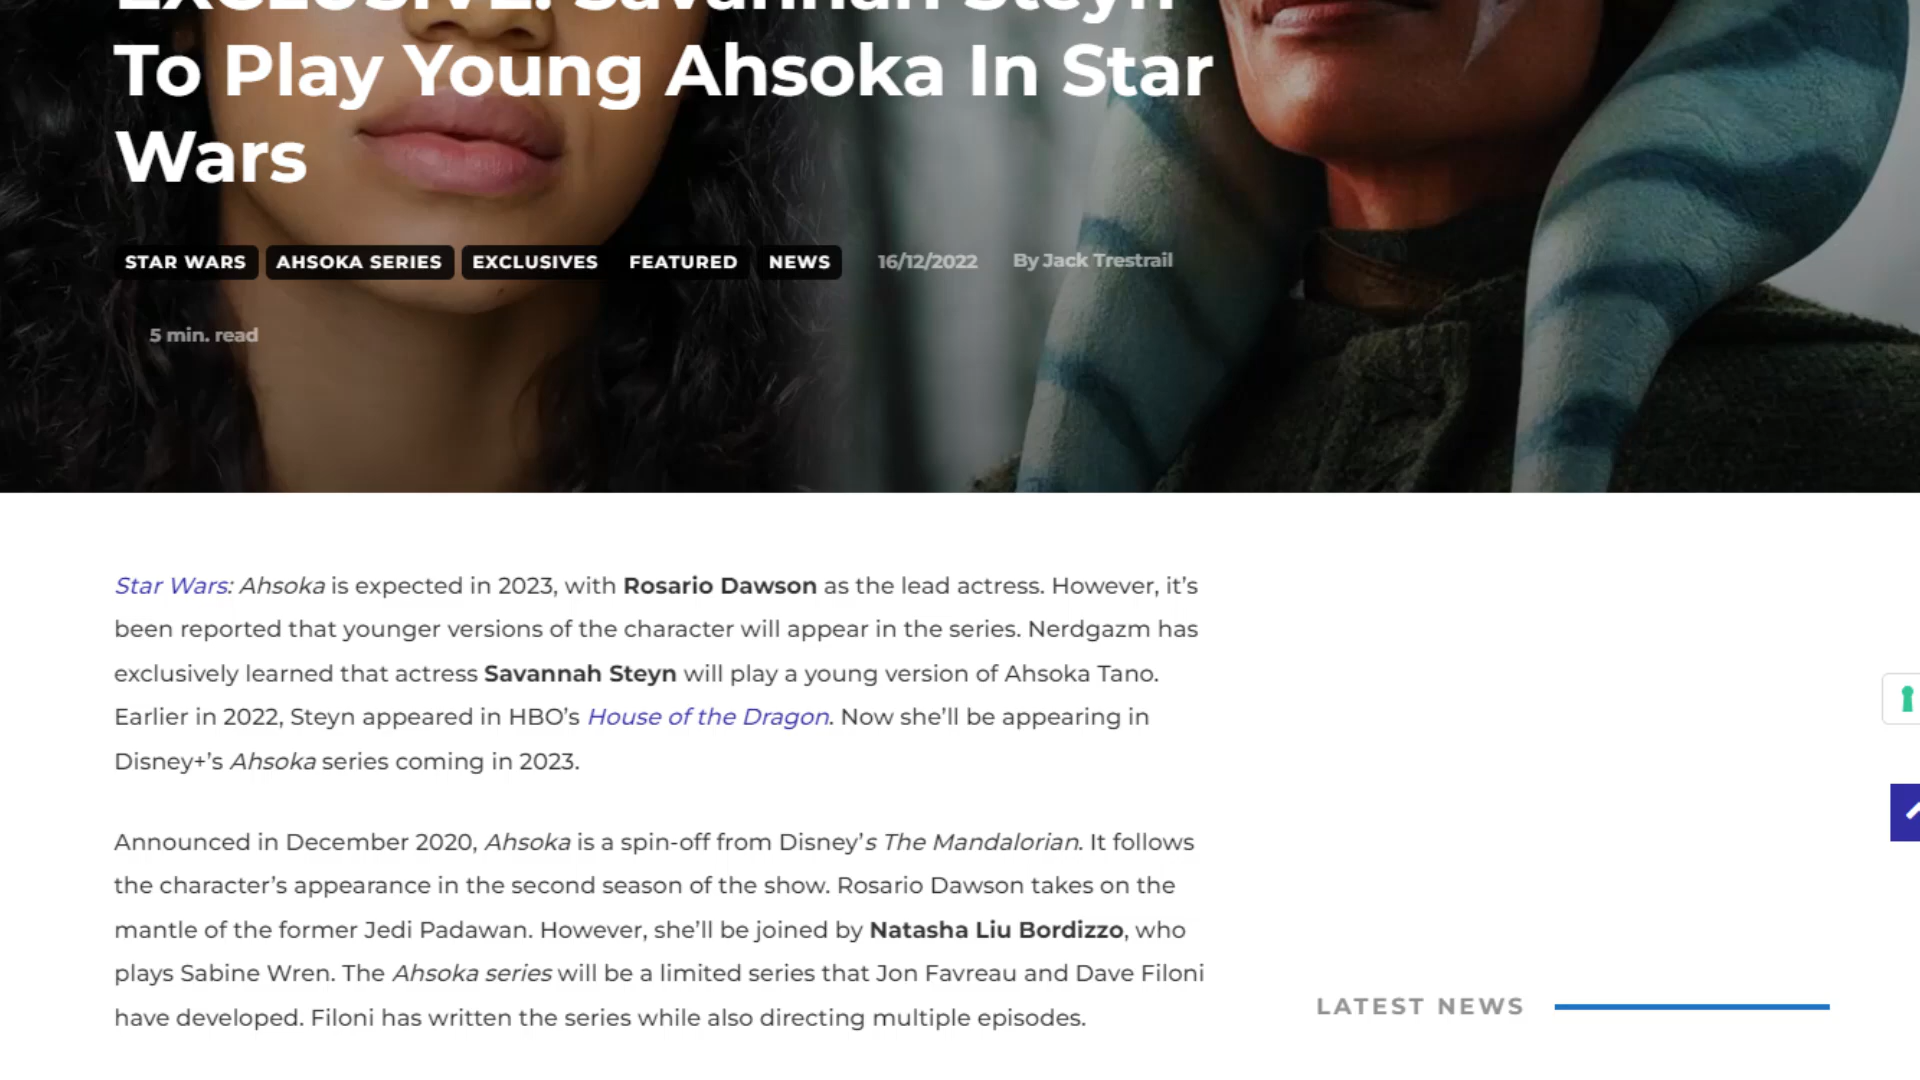 EXCLUSIVE: Savannah Steyn
To Play Young Ahsoka In Star
Wars
STAR WARS AHSOKA SERIES EXCLUSIVES FEATURED NEWS 16/12/2022 By Jack Trestrail
5 min. read
Star Wars: Ahsoka is expected in 2023, with Rosario Dawson as the lead actress. However, it’s
been reported that younger versions of the character will appear in the series. Nerdgazm has
exclusively learned that actress Savannah Steyn will play a young version of Ahsoka Tano.
Earlier in 2022, Steyn appeared in HBO’s House of the Dragon. Now she’ll be appearing in
Disney+’s Ahsoka series coming in 2023.
Announced in December 2020, Ahsoka is a spin-off from Disney’s The Mandalorian. It follows
the character’s appearance in the second season of the show. Rosario Dawson takes on the
mantle of the former Jedi Padawan. However, she’ll be joined by Natasha Liu Bordizzo, who
plays Sabine Wren. The Ahsoka series will be a limited series that Jon Favreau and Dave Filoni
have developed. Filoni has written the series while also directing multiple episodes.
LATEST NEWS